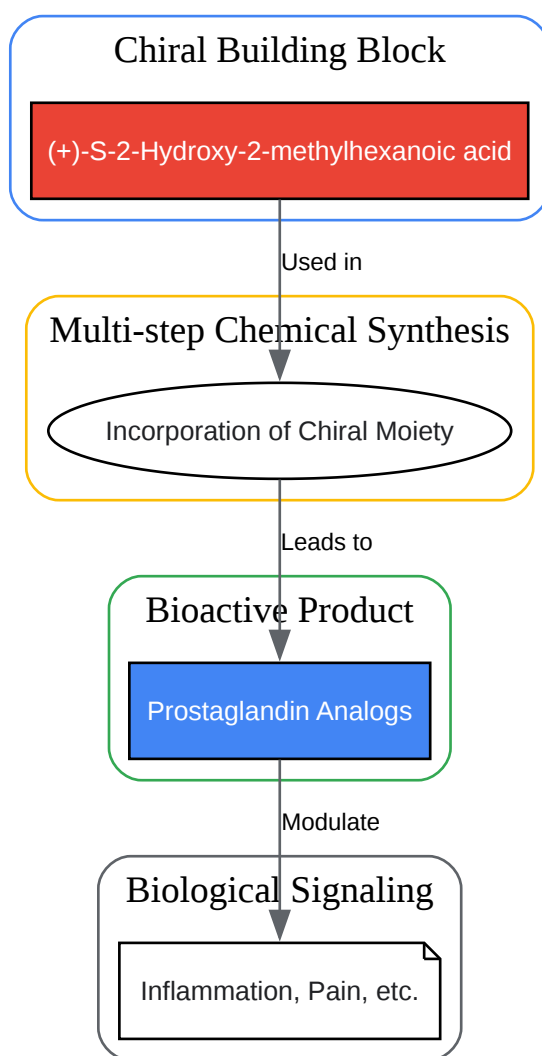 Chiral Building Block
(+)-S-2-Hydroxy-2-methylhexanoic acid
Used in
Multi-step Chemical Synthesis
Incorporation of Chiral Moiety
Leads to
Bioactive Product
Prostaglandin Analogs
Modulate
Biological Signaling
Inflammation, Pain, etc.